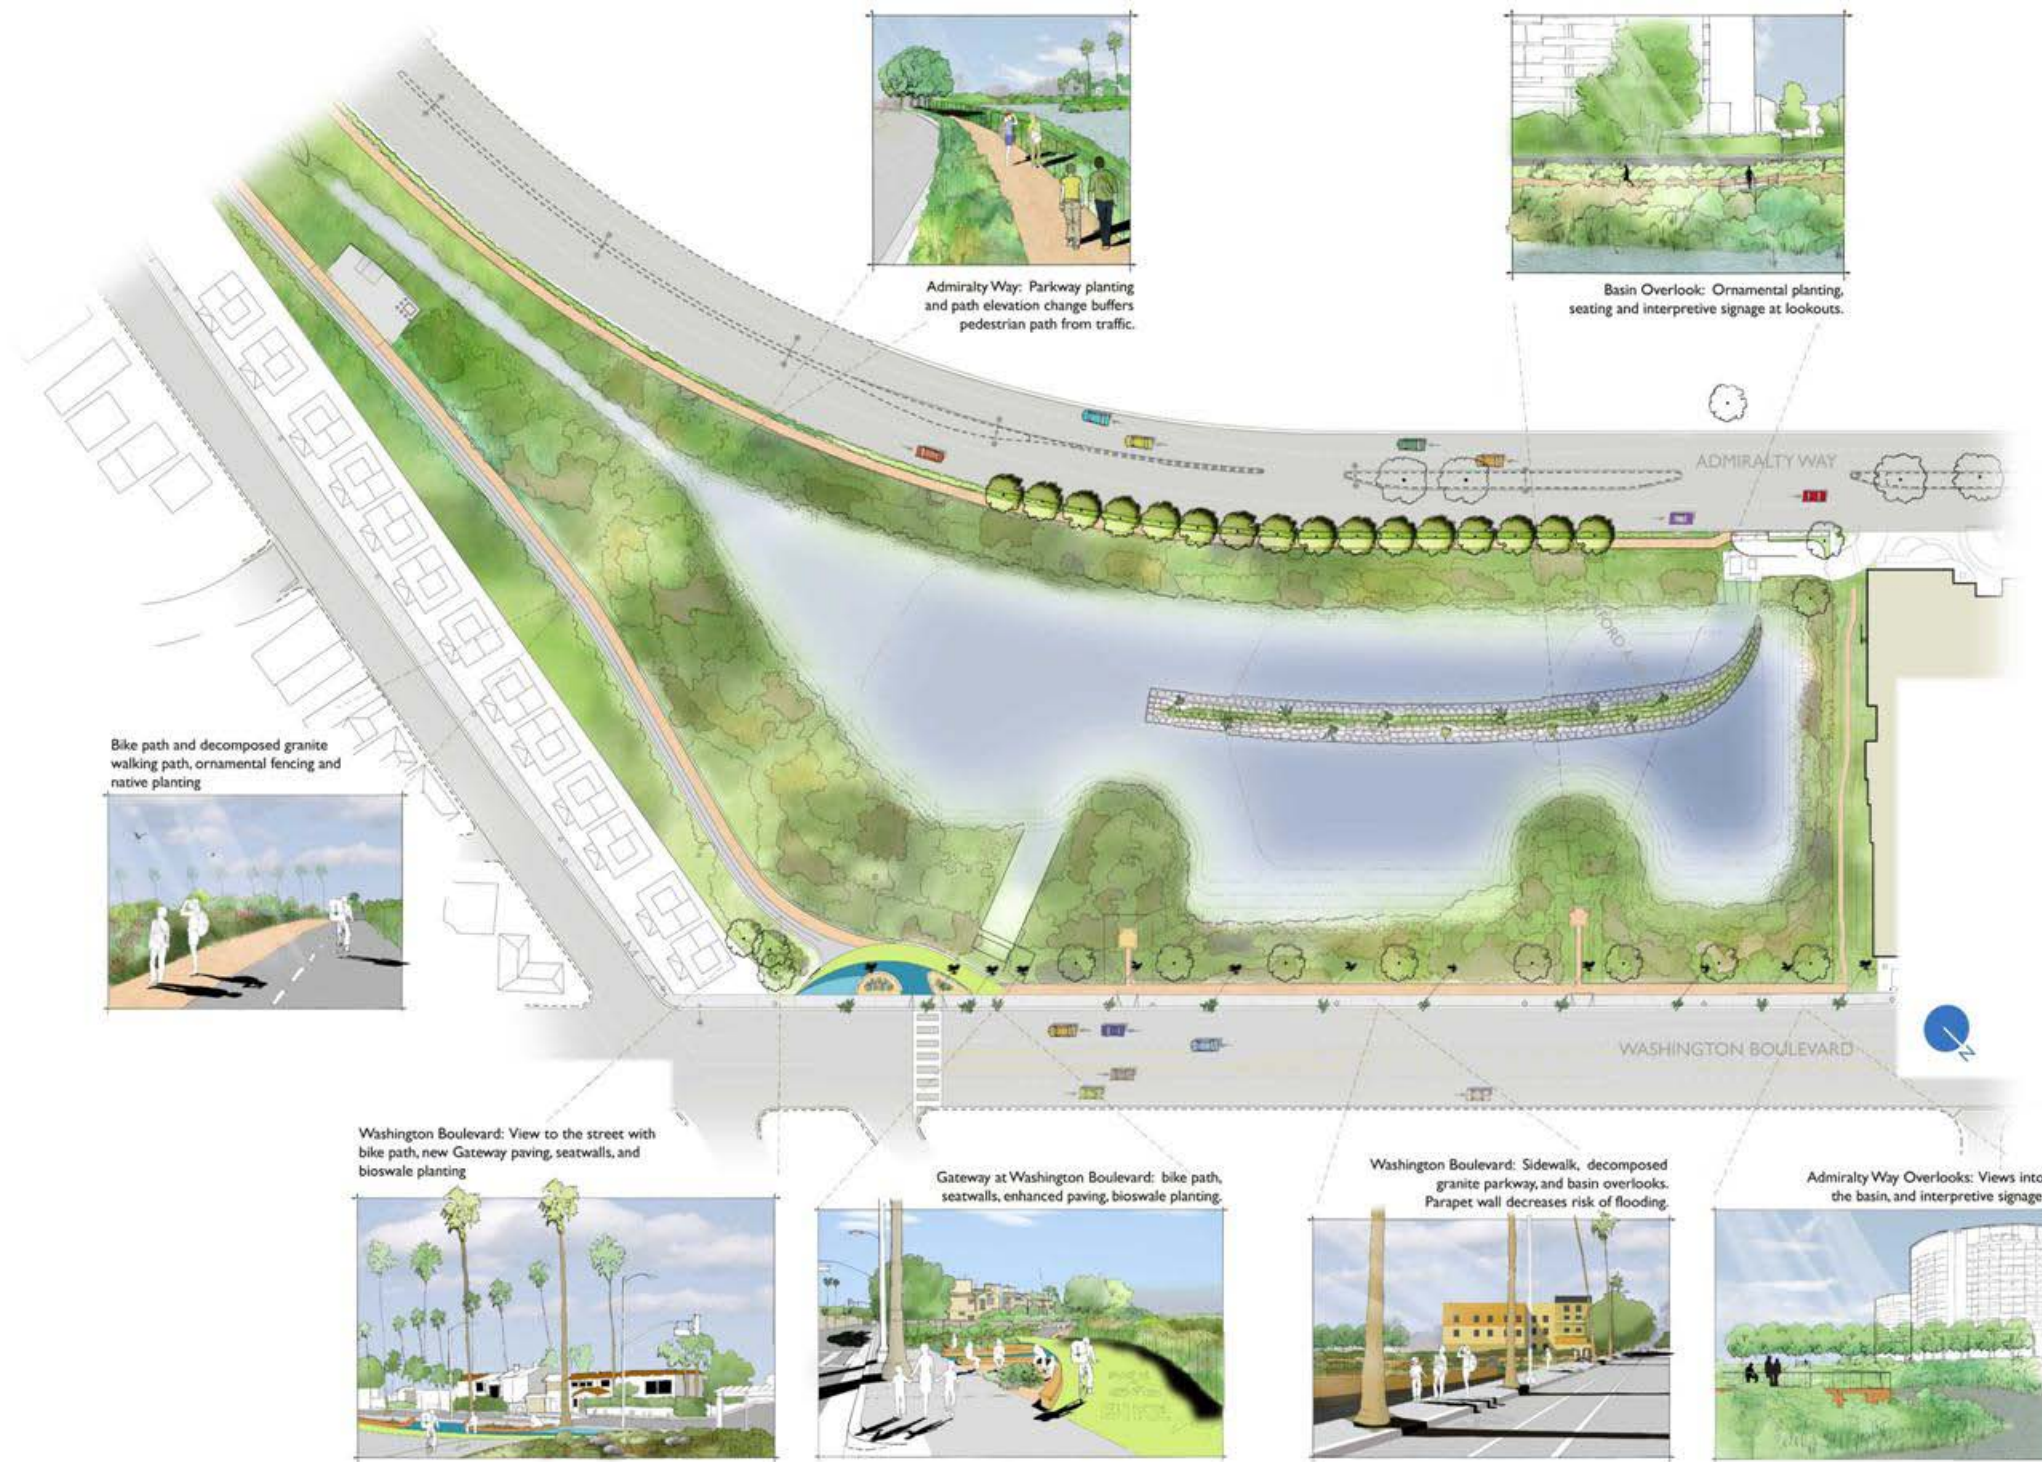 Admiralty Way: Parkway planting
and path elevation change buffers
pedestrian path from traffic.
Basin Overlook: Ornamental planting,
seating and interpretive signage at lookouts.
ADMIRALTY WAY
Bike path and decomposed granite
walking path, ornamental fencing and
native planting
WASHINGTON BOULEVARD
N
Washington Boulevard: View to the street with
bike path, new Gateway paving, seatwalls, and
bioswale planting
Gateway at Washington Boulevard: bike path,
seatwalls, enhanced paving, bioswale planting.
Washington Boulevard: Sidewalk, decomposed
granite parkway, and basin overlooks.
Parapet wall decreases risk of flooding.
Admiralty Way Overlooks: Views into
the basin, and interpretive signage